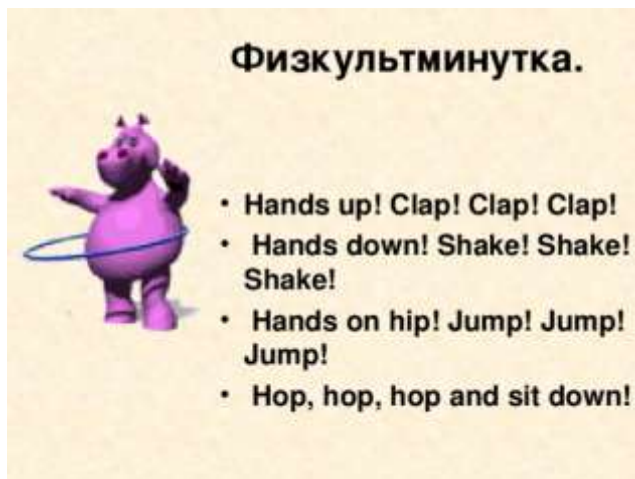 Физкультминутка.
• Hands up! Clap! Clap! Clap!
• Hands down! Shake! Shake!
Shake!
• Hands on hip! Jump! Jump!
Jump!
• Hop, hop, hop and sit down!